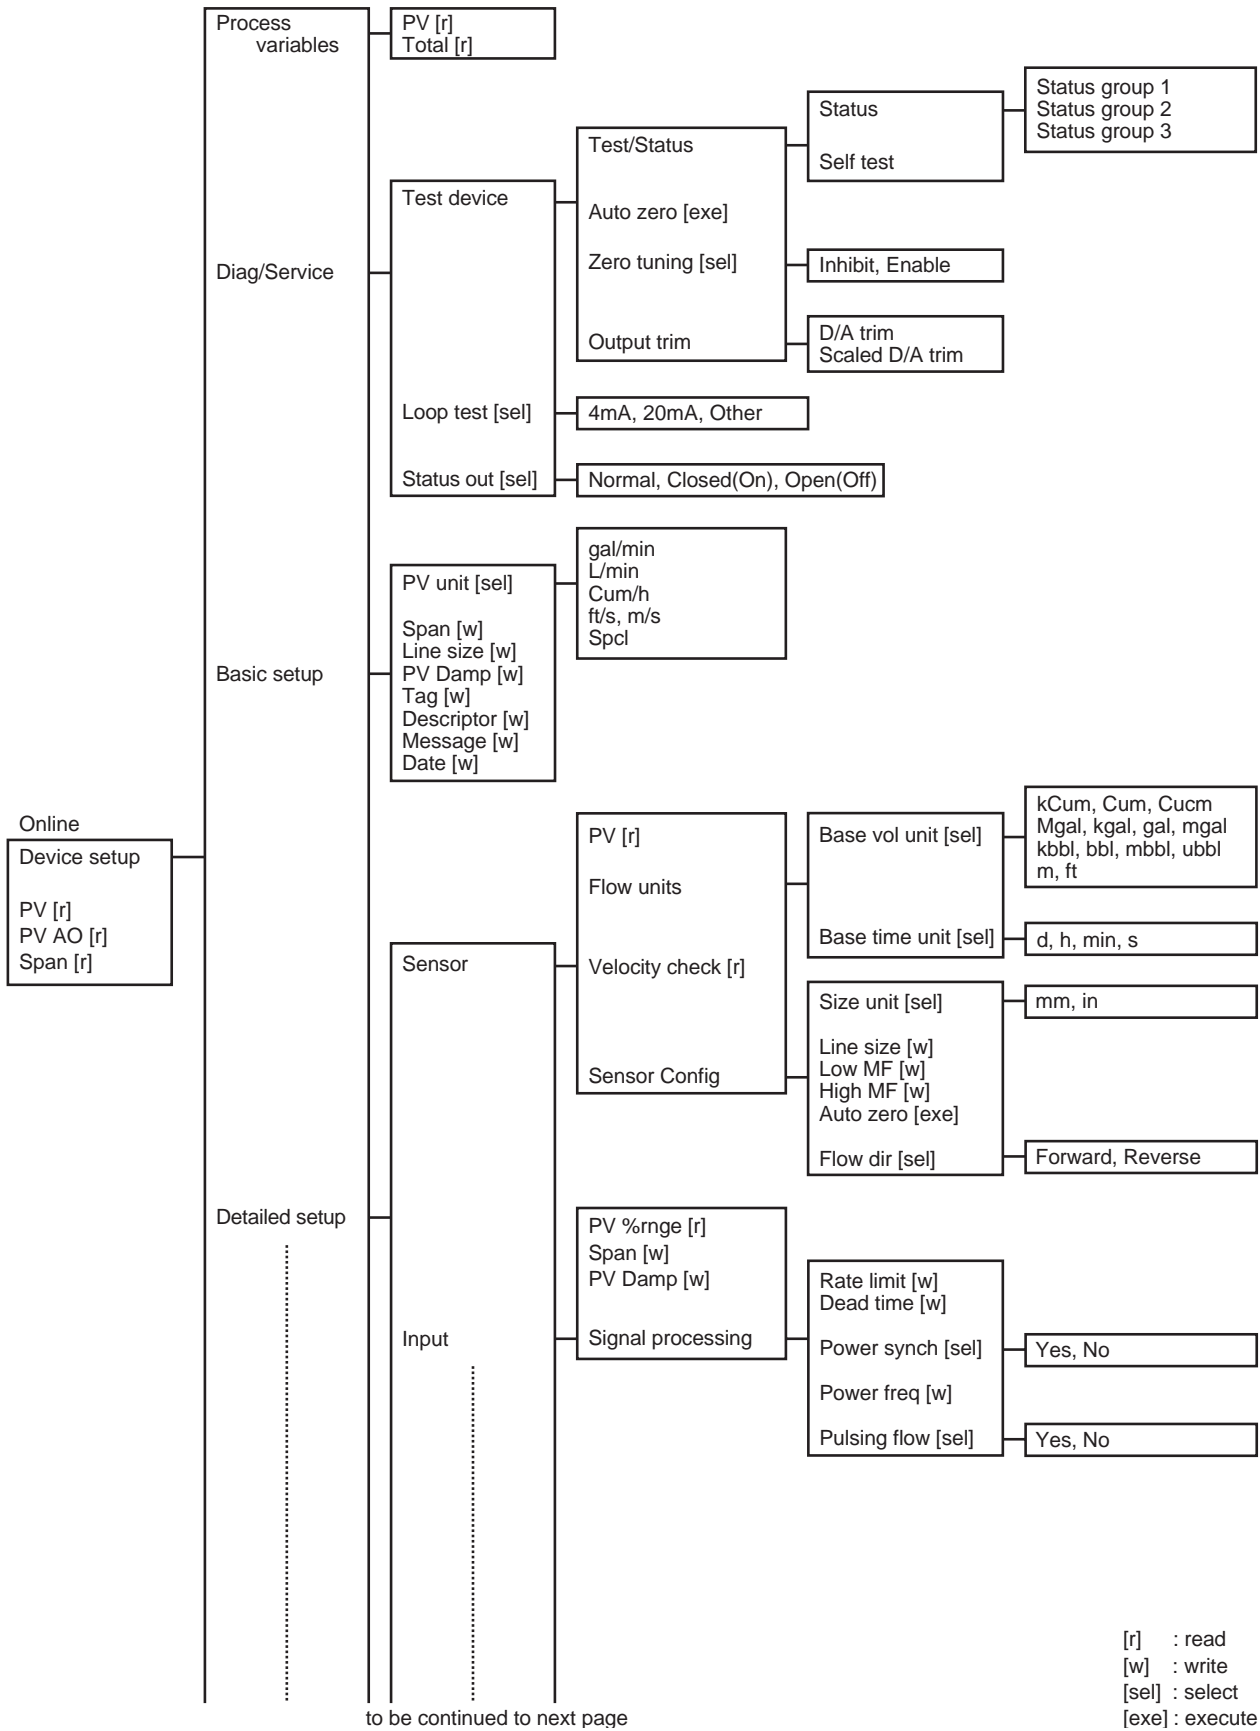 Process
variables
PV [r]
Total [r]
Diag/Service
Test device
Test/Status
Status
Status group 1
Status group 2
Status group 3
Self test
Auto zero [exe]
Zero tuning [sel]
Inhibit, Enable
Output trim
D/A trim
Scaled D/A trim
Loop test [sel]
4mA, 20mA, Other
Status out [sel]
Normal, Closed(On), Open(Off)
Basic setup
PV unit [sel]
gal/min
L/min
Cum/h
ft/s, m/s
Spcl
Span [w]
Line size [w]
PV Damp [w]
Tag [w]
Descriptor [w]
Message [w]
Date [w]
Online
Device setup
PV [r]
PV AO [r]
Span [r]
Detailed setup
Sensor
PV [r]
Flow units
Base vol unit [sel]
kCum, Cum, Cucm
Mgal, kgal, gal, mgal
kbbl, bbl, mbbl, ubbl
m, ft
Base time unit [sel]
d, h, min, s
Velocity check [r]
Sensor Config
Size unit [sel]
mm, in
Line size [w]
Low MF [w]
High MF [w]
Auto zero [exe]
Flow dir [sel]
Forward, Reverse
Input
PV %rnge [r]
Span [w]
PV Damp [w]
Signal processing
Rate limit [w]
Dead time [w]
Power synch [sel]
Yes, No
Power freq [w]
Pulsing flow [sel]
Yes, No
[r] : read
[w] : write
[sel] : select
[exe] : execute
to be continued to next page